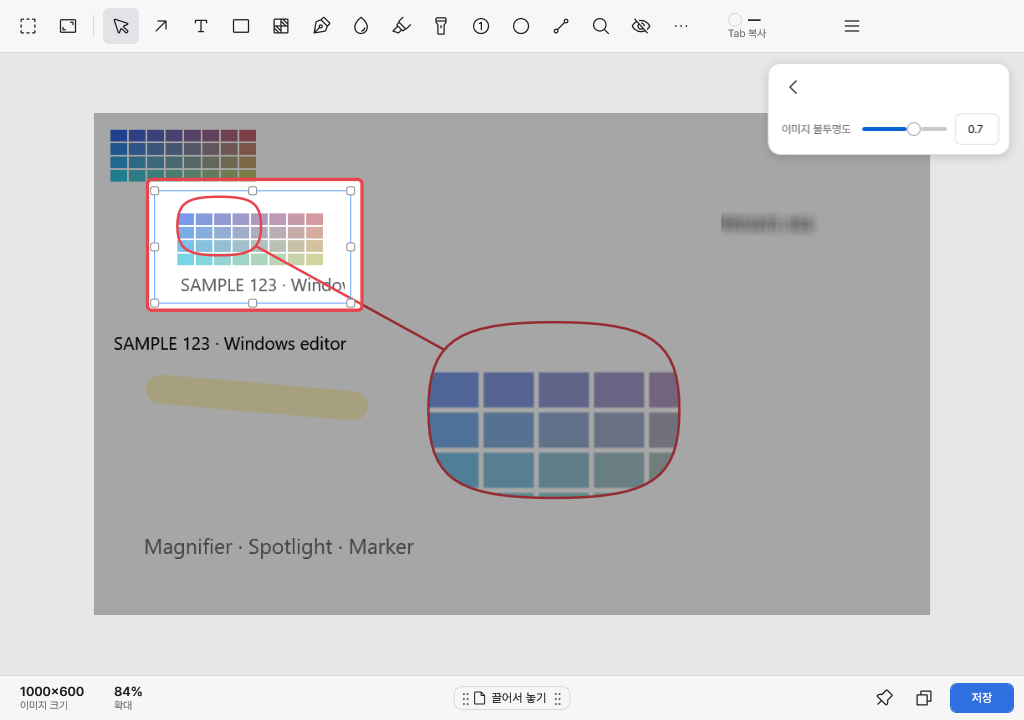 Tab 복사
이미지 불투명도 0.7
SAMPLE 123 · Windov
SAMPLE 123 · Windows editor
Magnifier · Spotlight · Marker
1000×600
이미지 크기
84%
확대
끌어서 놓기
저장